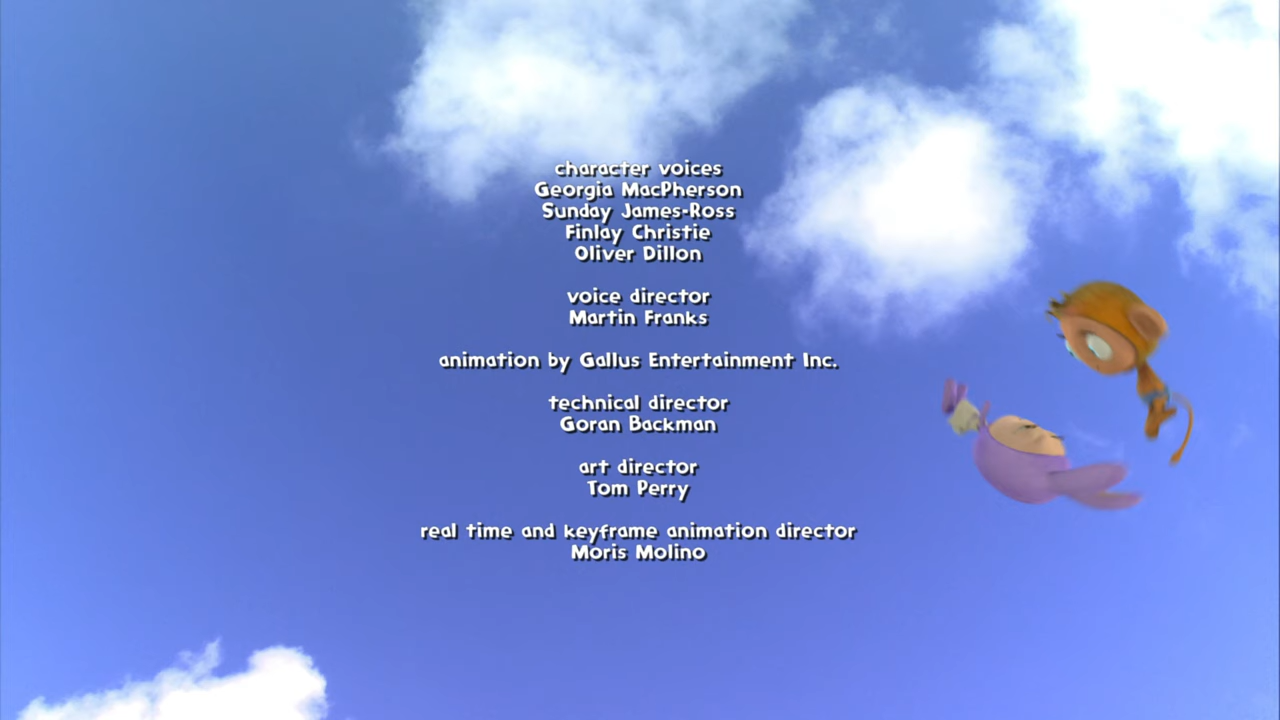 character voices
Georgia MacPherson
Sunday James-Ross
Finlay Christie
Oliver Dillon
voice director
Martin Franks
animation by Gallus Entertainment Inc.
technical director
Goran Backman
art director
Tom Perry
real time and keyframe animation director
Moris Molino